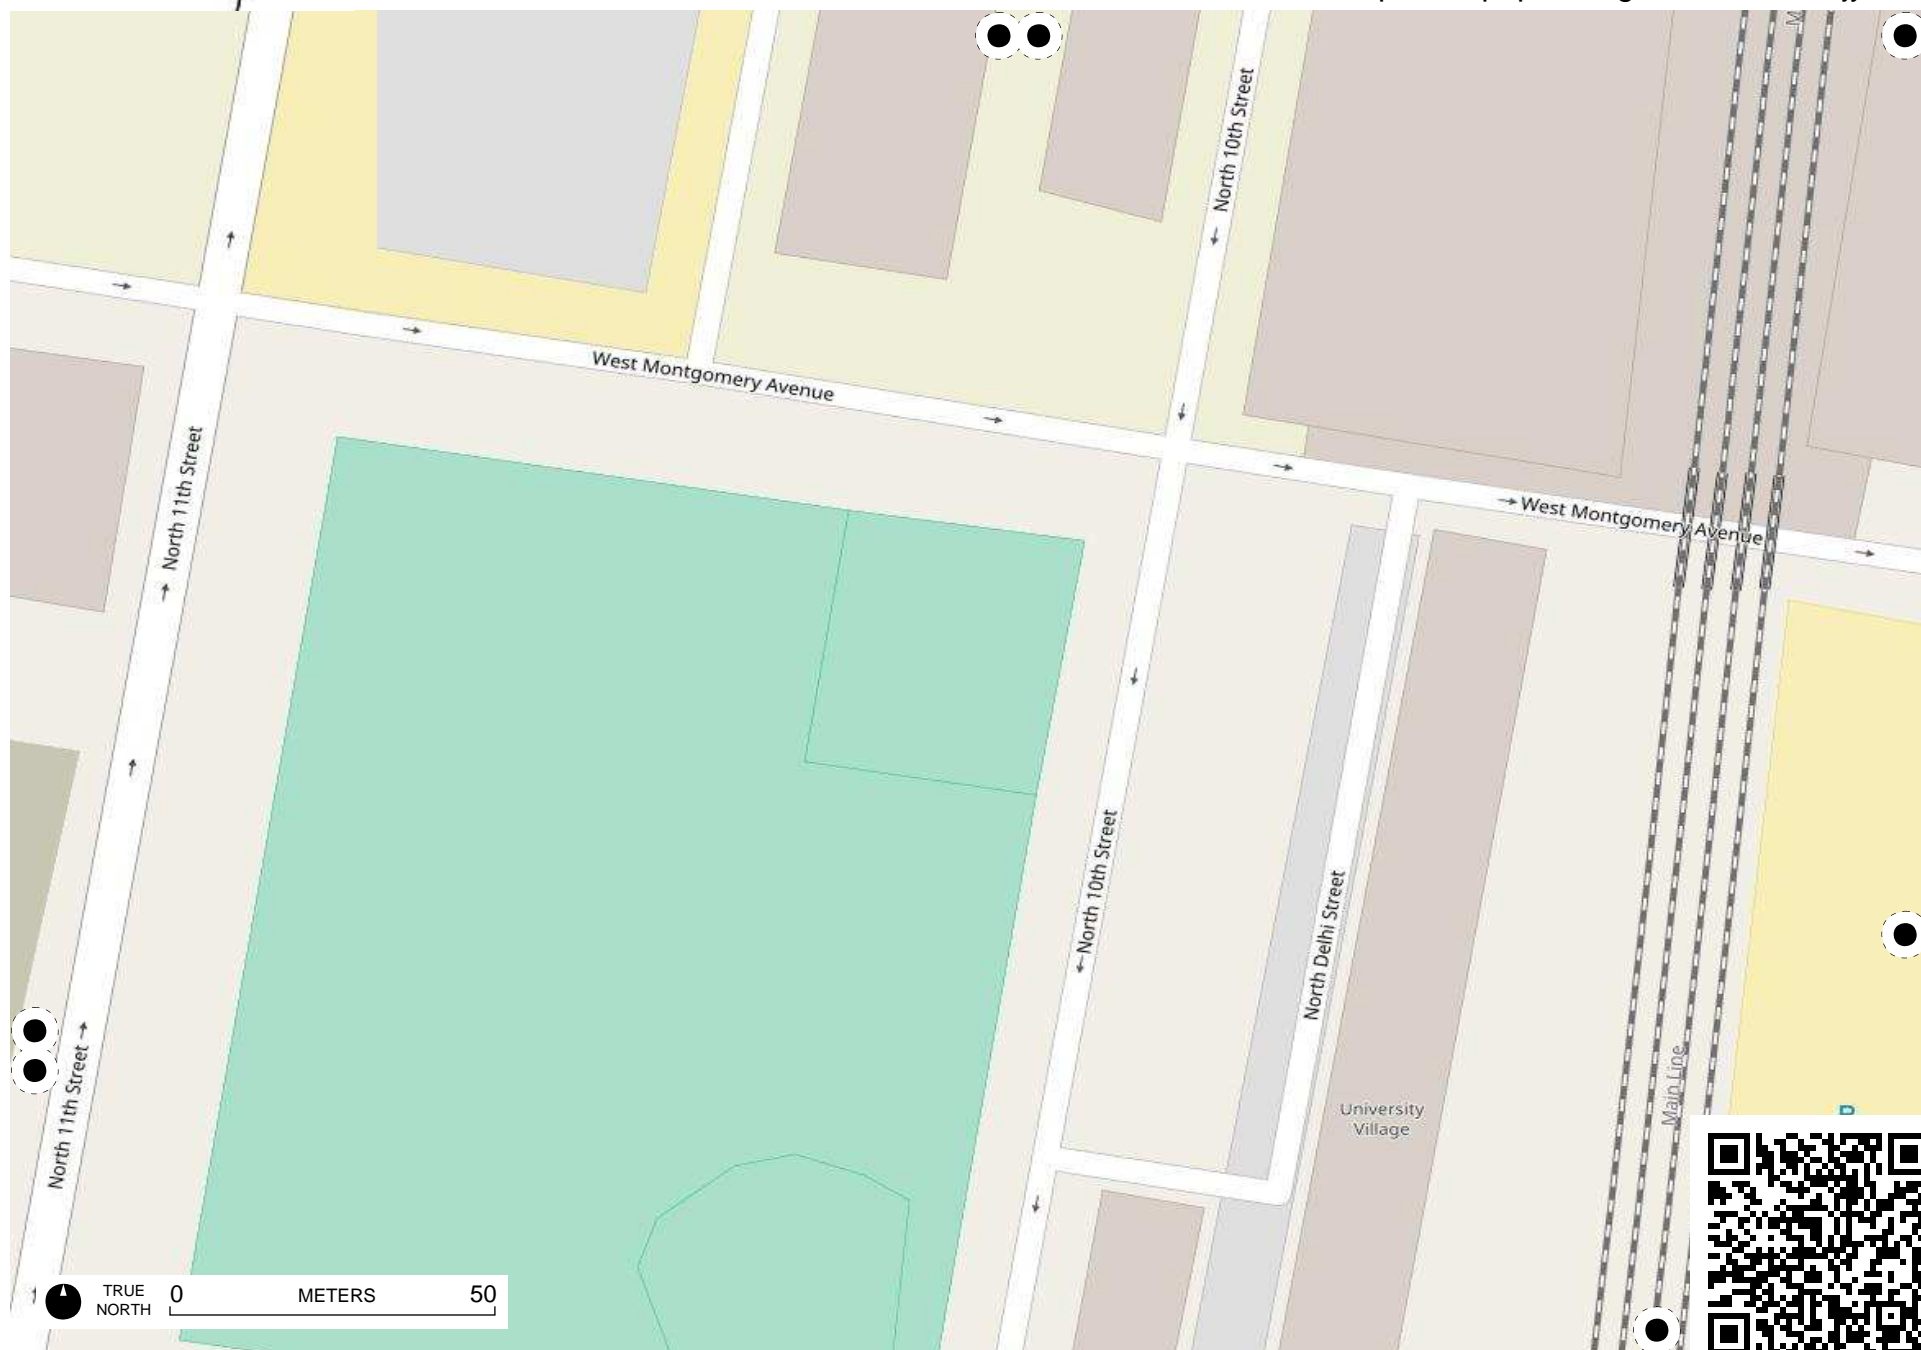 North 10th Street
West Montgomery Avenue
North 11th Street
West Montgomery Avenue
North 10th Street
North Delhi Street
Main Line
North 11th Street
University
Village
P
TRUE
NORTH
0
METERS
50